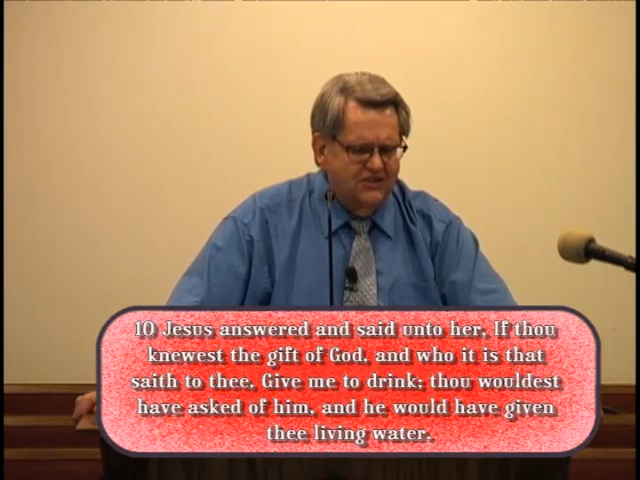 10 Jesus answered and said unto her, If thou
knewest the gift of God, and who it is that
saith to thee, Give me to drink; thou wouldest
have asked of him, and he would have given
thee living water.